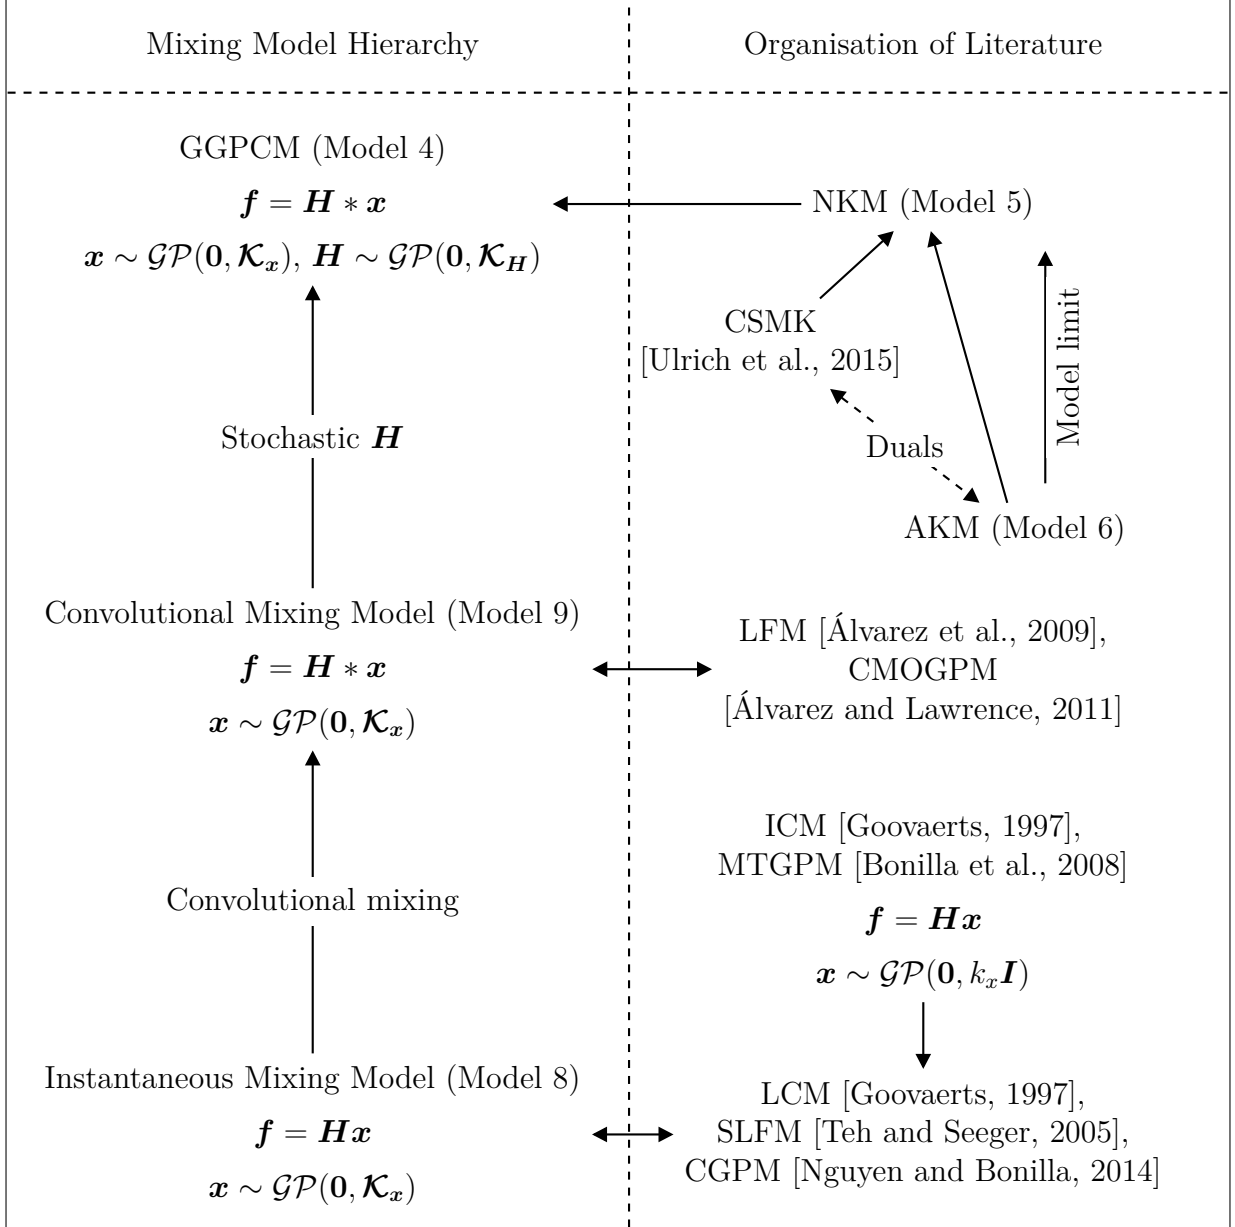 Mixing Model Hierarchy
Organisation of Literature
GGPCM (Model 4)
𝒇 = 𝑯 ∗ 𝒙
𝒙 ∼ 𝒢𝒫(𝟎, 𝓚ₓ), 𝑯 ∼ 𝒢𝒫(𝟎, 𝓚_𝑯)
Stochastic 𝑯
Convolutional Mixing Model (Model 9)
𝒇 = 𝑯 ∗ 𝒙
𝒙 ∼ 𝒢𝒫(𝟎, 𝓚ₓ)
Convolutional mixing
Instantaneous Mixing Model (Model 8)
𝒇 = 𝑯𝒙
𝒙 ∼ 𝒢𝒫(𝟎, 𝓚ₓ)
NKM (Model 5)
CSMK
[Ulrich et al., 2015]
Duals
Model limit
AKM (Model 6)
LFM [Álvarez et al., 2009],
CMOGPM
[Álvarez and Lawrence, 2011]
ICM [Goovaerts, 1997],
MTGPM [Bonilla et al., 2008]
𝒇 = 𝑯𝒙
𝒙 ∼ 𝒢𝒫(𝟎, kₓ𝑰)
LCM [Goovaerts, 1997],
SLFM [Teh and Seeger, 2005],
CGPM [Nguyen and Bonilla, 2014]